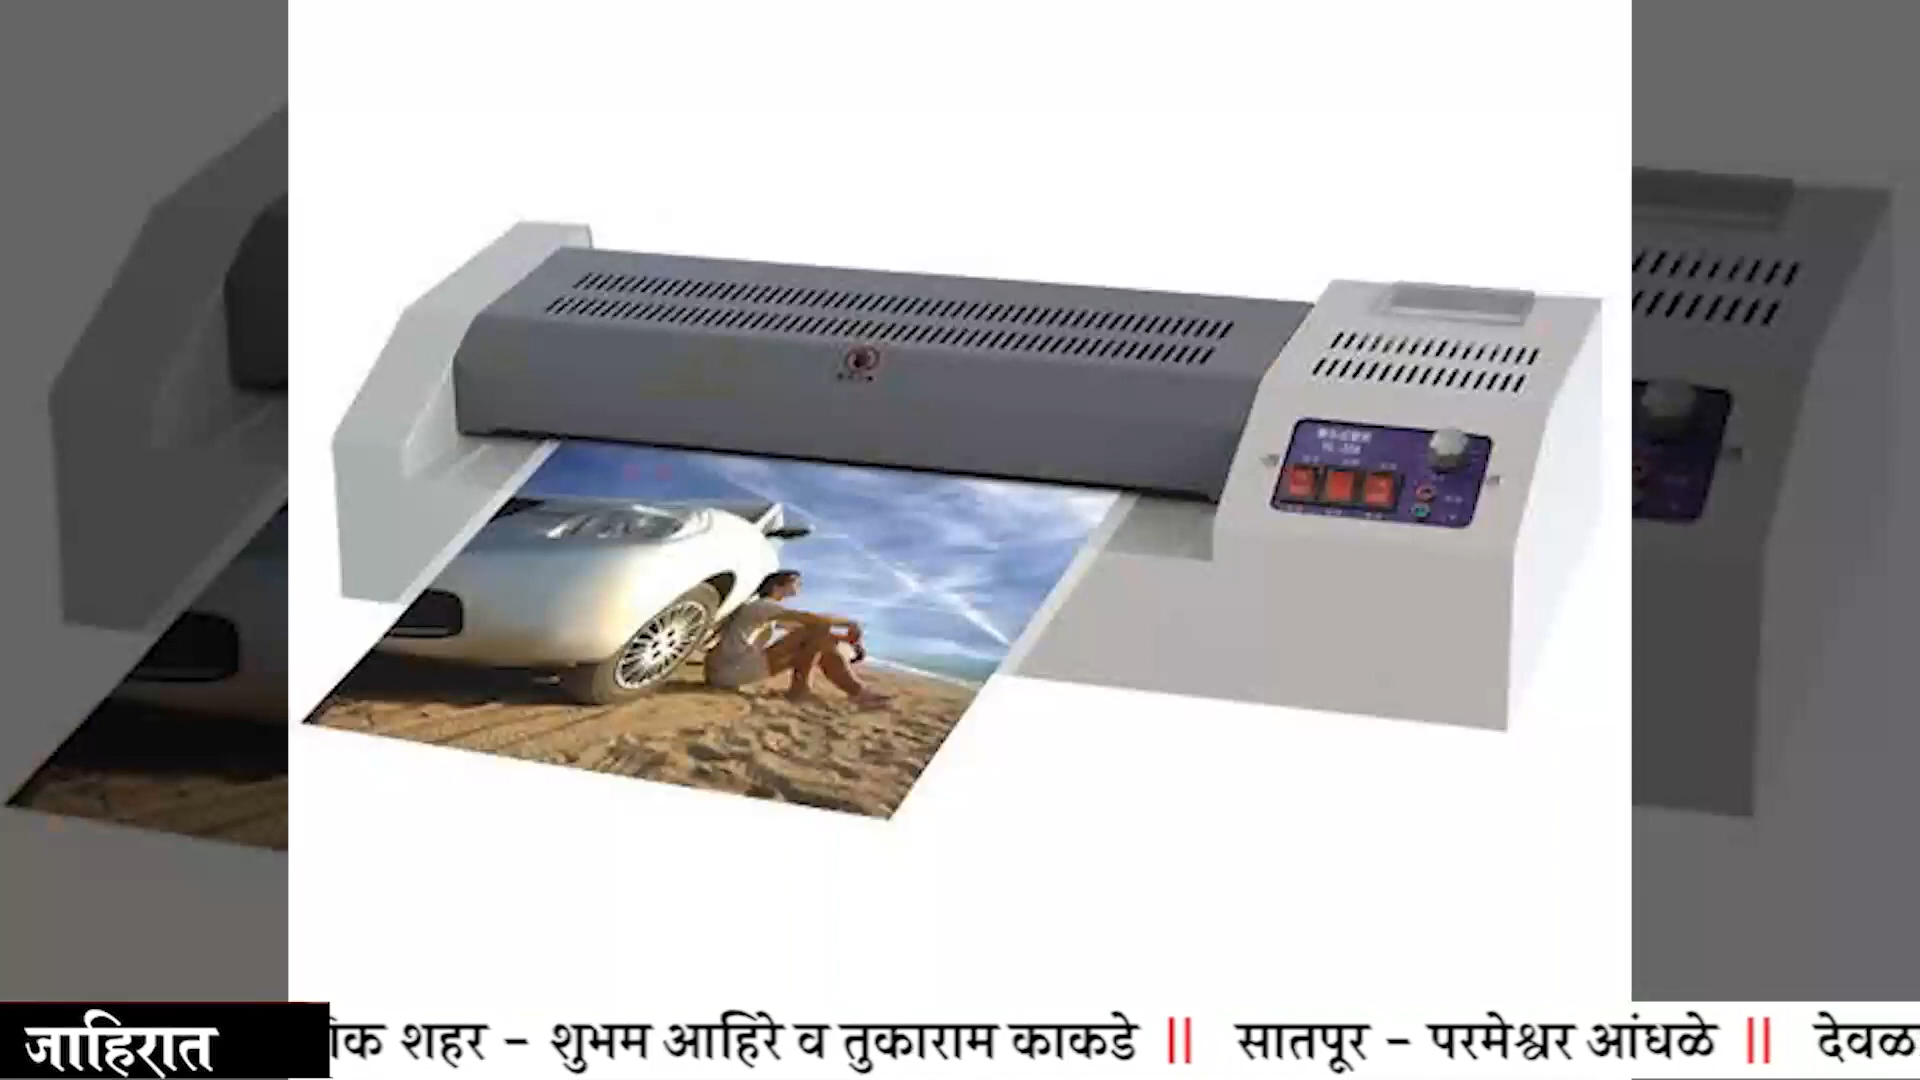 जाहिरात
शहर - शुभम आहिरे व तुकाराम काकडे || सातपूर - परमेश्वर आंधळे ||